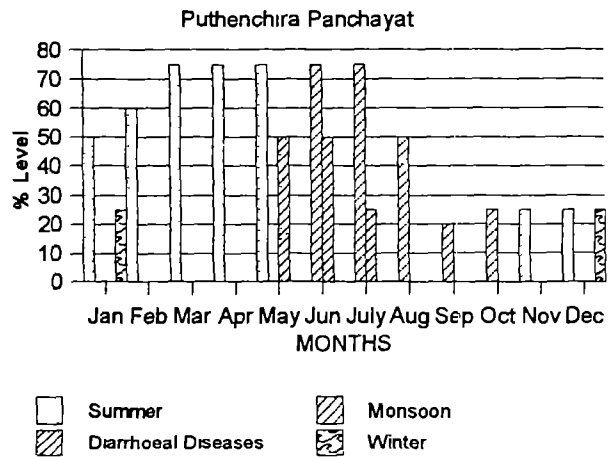 Puthenchira Panchayat
80
70
60
50
40
30
20
10
0
% Level
Jan Feb Mar Apr May Jun July Aug Sep Oct Nov Dec
MONTHS
Summer
Monsoon
Diarrhoeal Diseases
Winter